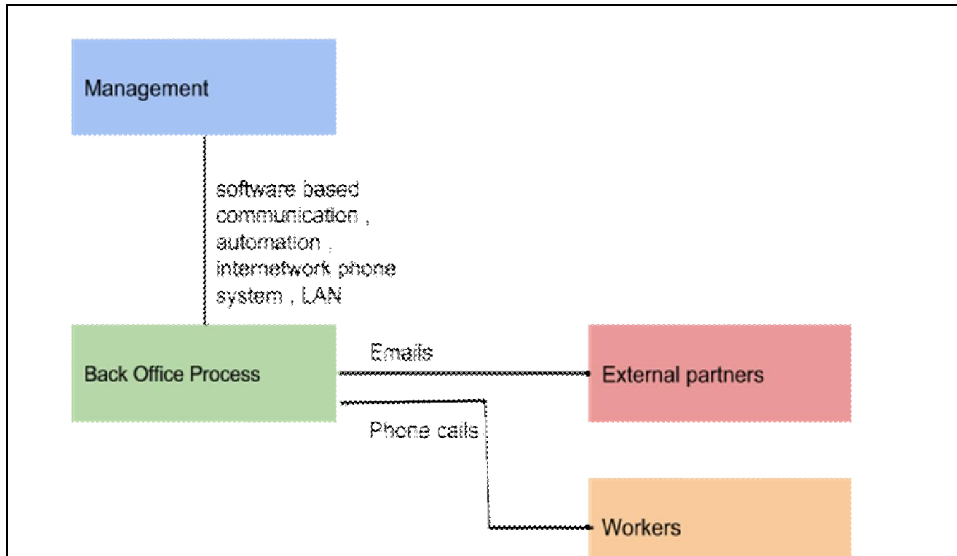 Management
software based
communication ,
automation ,
internetwork phone
system , LAN
Emails
Back Office Process
External partners
Phone calls
Workers